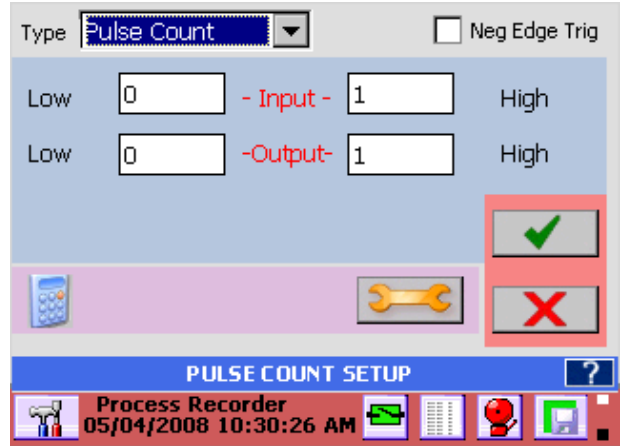 Type Pulse Count Neg Edge Trig
Low 0 - Input - 1 High
Low 0 -Output- 1 High
PULSE COUNT SETUP ?
Process Recorder
05/04/2008 10:30:26 AM